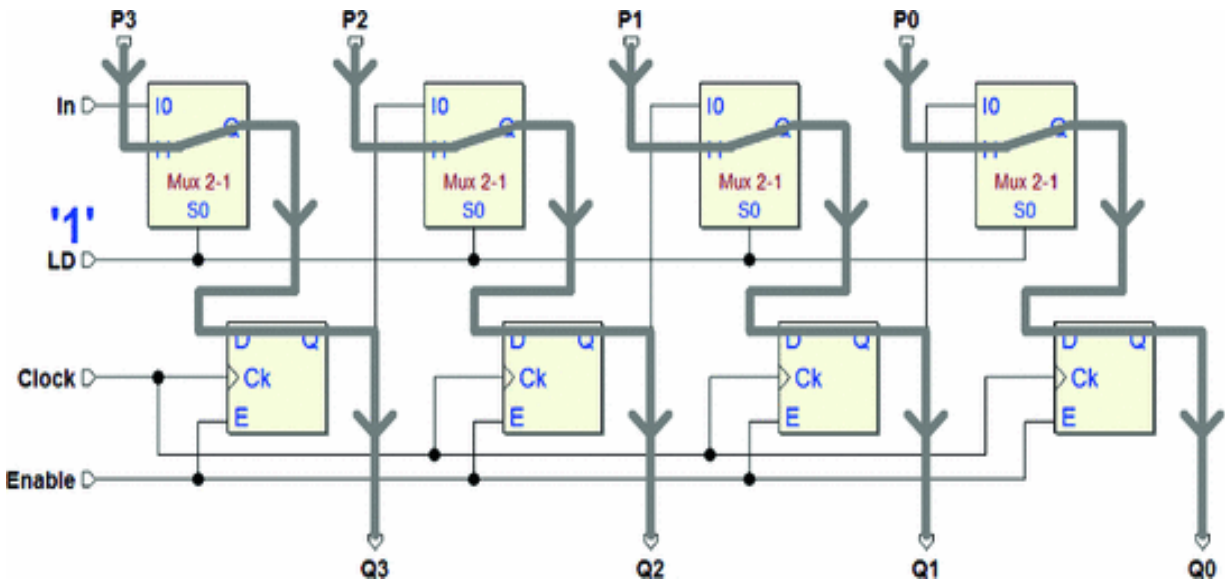 P3 P2 P1 P0
In I0 I0 I0 I0
Q Q Q Q
Mux 2-1 Mux 2-1 Mux 2-1 Mux 2-1
S0 S0 S0 S0
'1'
LD
D Q D Q D Q D Q
Clock Ck Ck Ck Ck
E E E E
Enable
Q3 Q2 Q1 Q0